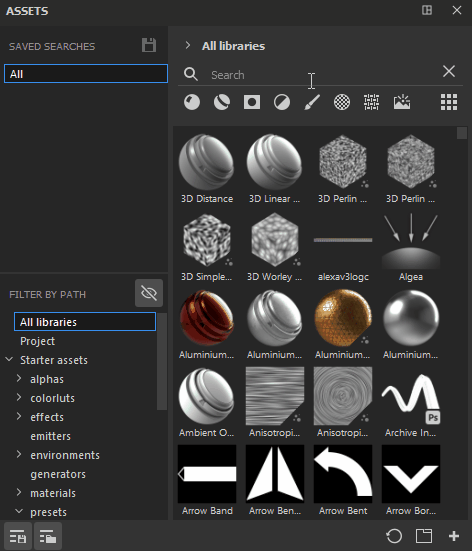 ASSETS
SAVED SEARCHES
All
All libraries
Search
3D Distance
3D Linear ...
3D Perlin ...
3D Perlin ...
3D Simple...
3D Worley ...
alexav3logc
Algea
Aluminium...
Aluminium...
Aluminium...
Aluminium...
Ambient O...
Anisotropi...
Anisotropi...
Archive In...
Ps
Arrow Band
Arrow Ben...
Arrow Bent
Arrow Bor...
FILTER BY PATH
All libraries
Project
Starter assets
alphas
colorluts
effects
emitters
environments
generators
materials
presets